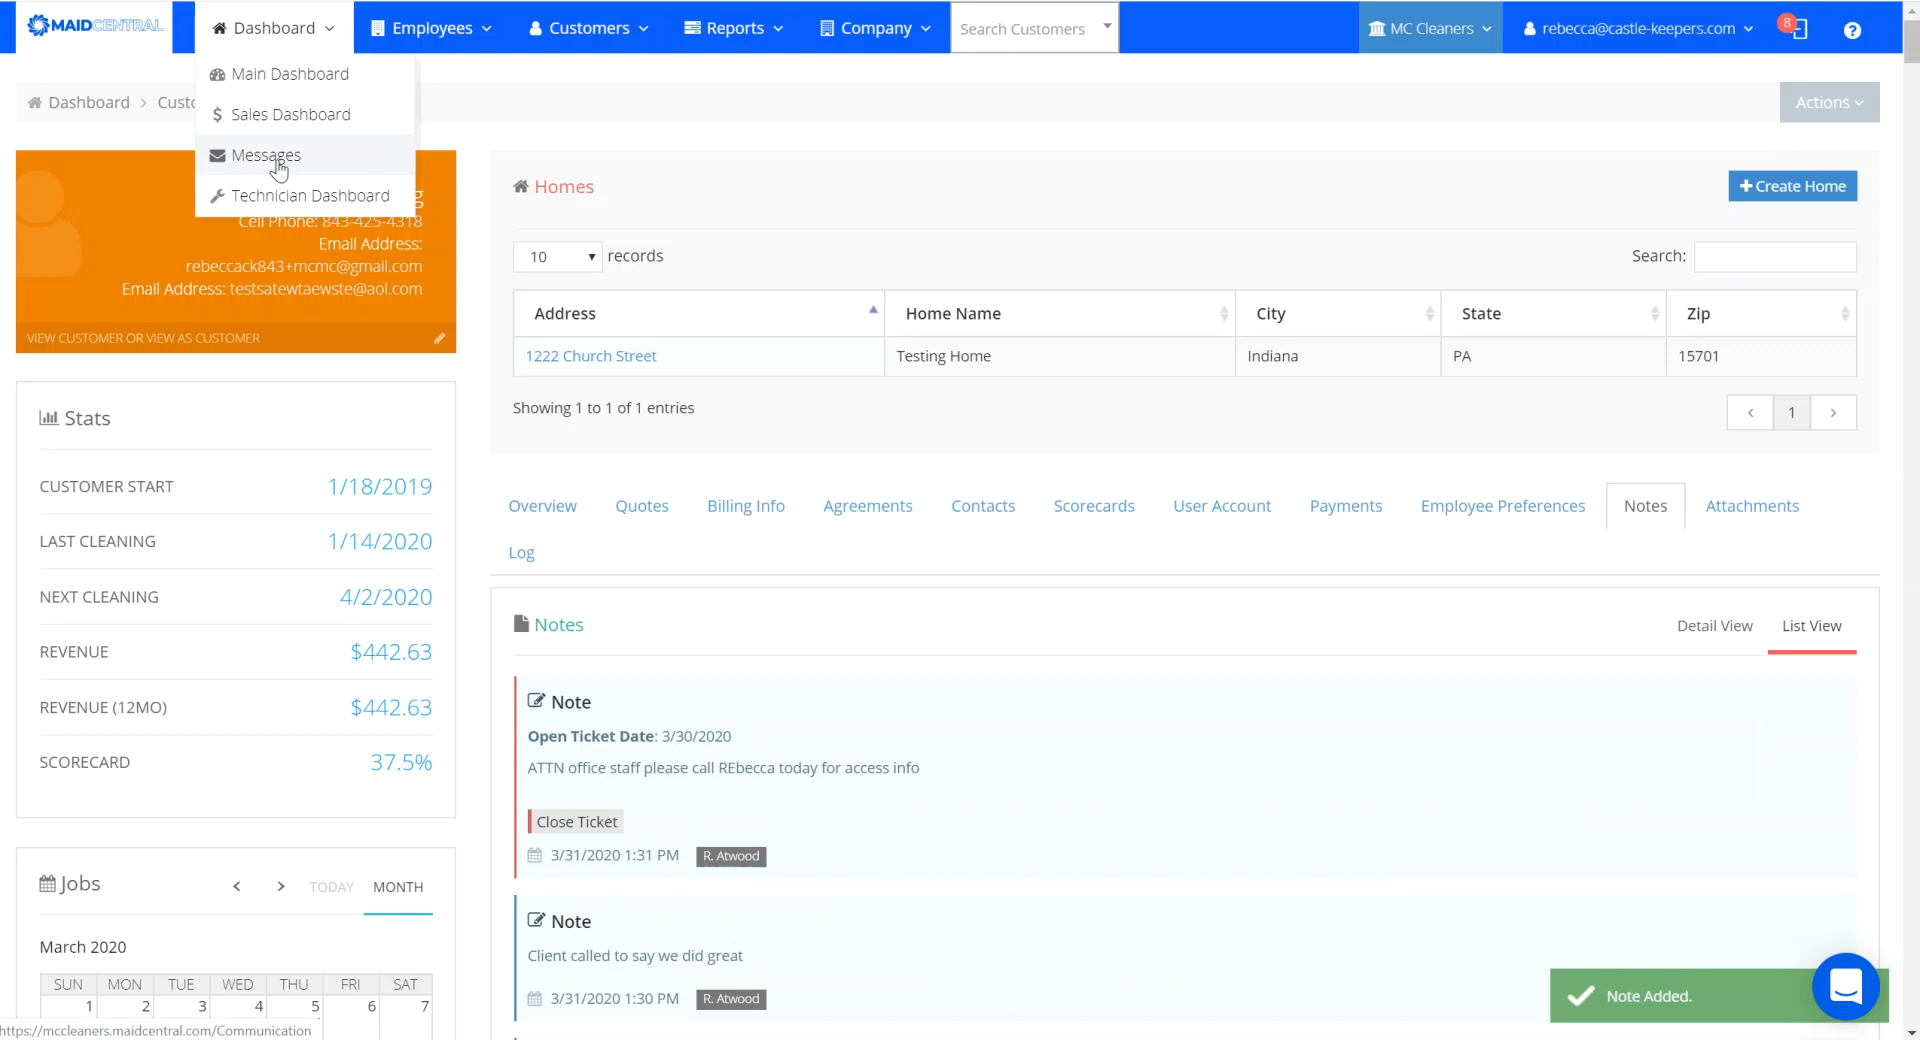 MAIDCENTRAL
Dashboard
Employees
Customers
Reports
Company
Search Customers
MC Cleaners
rebecca@castle-keepers.com
8
Main Dashboard
Sales Dashboard
Messages
Technician Dashboard
Dashboard > Custo
Actions
g
Cell Phone: 843-425-4318
Email Address:
rebeccack843+mcmc@gmail.com
Email Address: testsatewtaewste@aol.com
VIEW CUSTOMER OR VIEW AS CUSTOMER
Homes
+ Create Home
10 records
Search:
Address Home Name City State Zip
1222 Church Street Testing Home Indiana PA 15701
Showing 1 to 1 of 1 entries
< 1 >
Stats
CUSTOMER START 1/18/2019
LAST CLEANING 1/14/2020
NEXT CLEANING 4/2/2020
REVENUE $442.63
REVENUE (12MO) $442.63
SCORECARD 37.5%
Overview Quotes Billing Info Agreements Contacts Scorecards User Account Payments Employee Preferences Notes Attachments
Log
Notes
Detail View List View
Note
Open Ticket Date: 3/30/2020
ATTN office staff please call REbecca today for access info
Close Ticket
3/31/2020 1:31 PM R. Atwood
Note
Client called to say we did great
3/31/2020 1:30 PM R. Atwood
Jobs < > TODAY MONTH
March 2020
SUN MON TUE WED THU FRI SAT
1 2 3 4 5 6 7
Note Added.
https://mccleaners.maidcentral.com/Communication